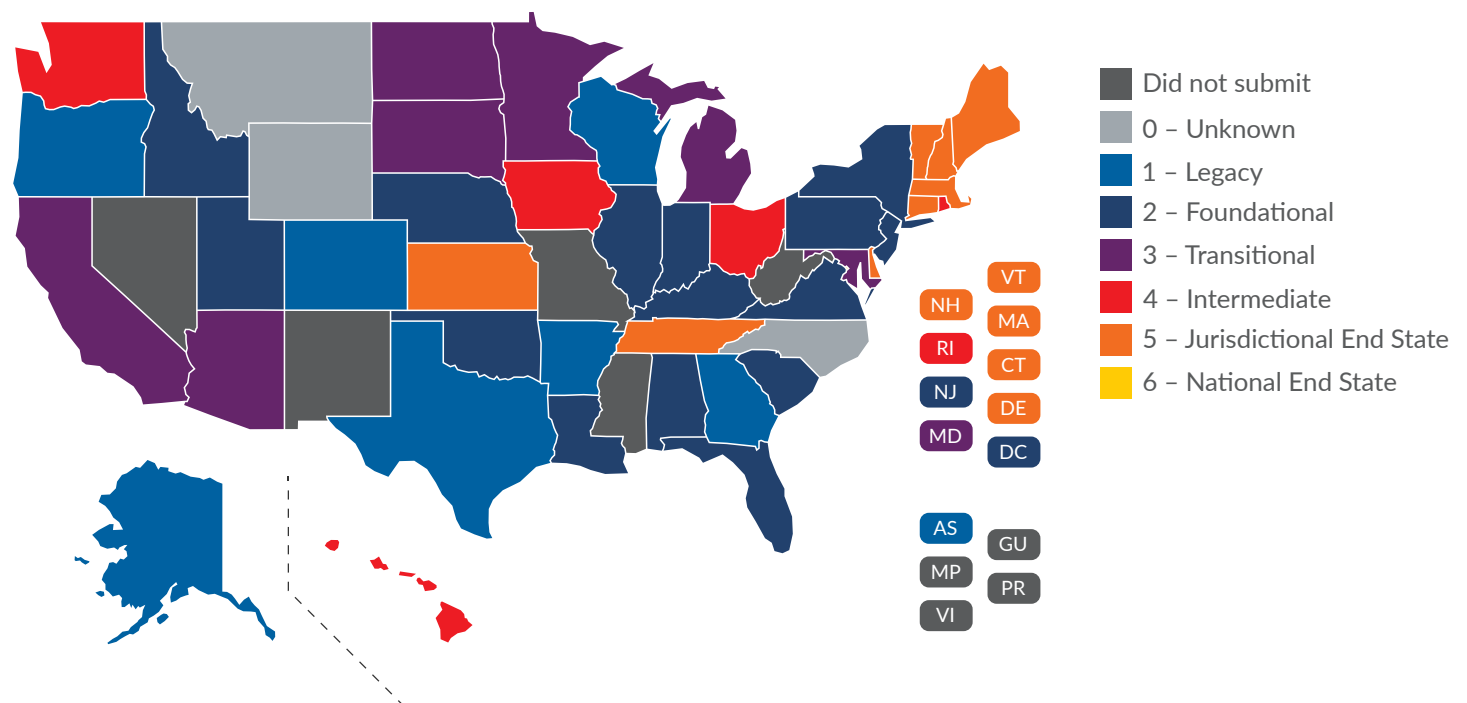 Did not submit
0 – Unknown
1 – Legacy
2 – Foundational
3 – Transitional
4 – Intermediate
5 – Jurisdictional End State
6 – National End State
VT
NH
MA
RI
CT
NJ
DE
MD
DC
AS
GU
MP
PR
VI